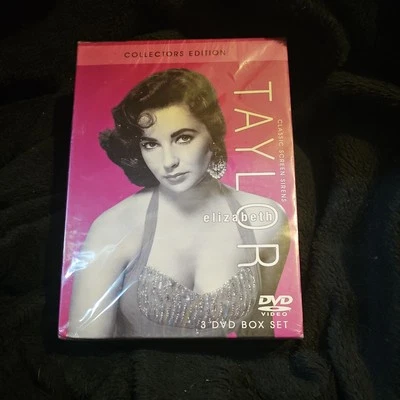 COLLECTORS EDITION
TAYLOR
CLASSIC SCREEN SIRENS
elizabeth
DVD
VIDEO
3 DVD BOX SET